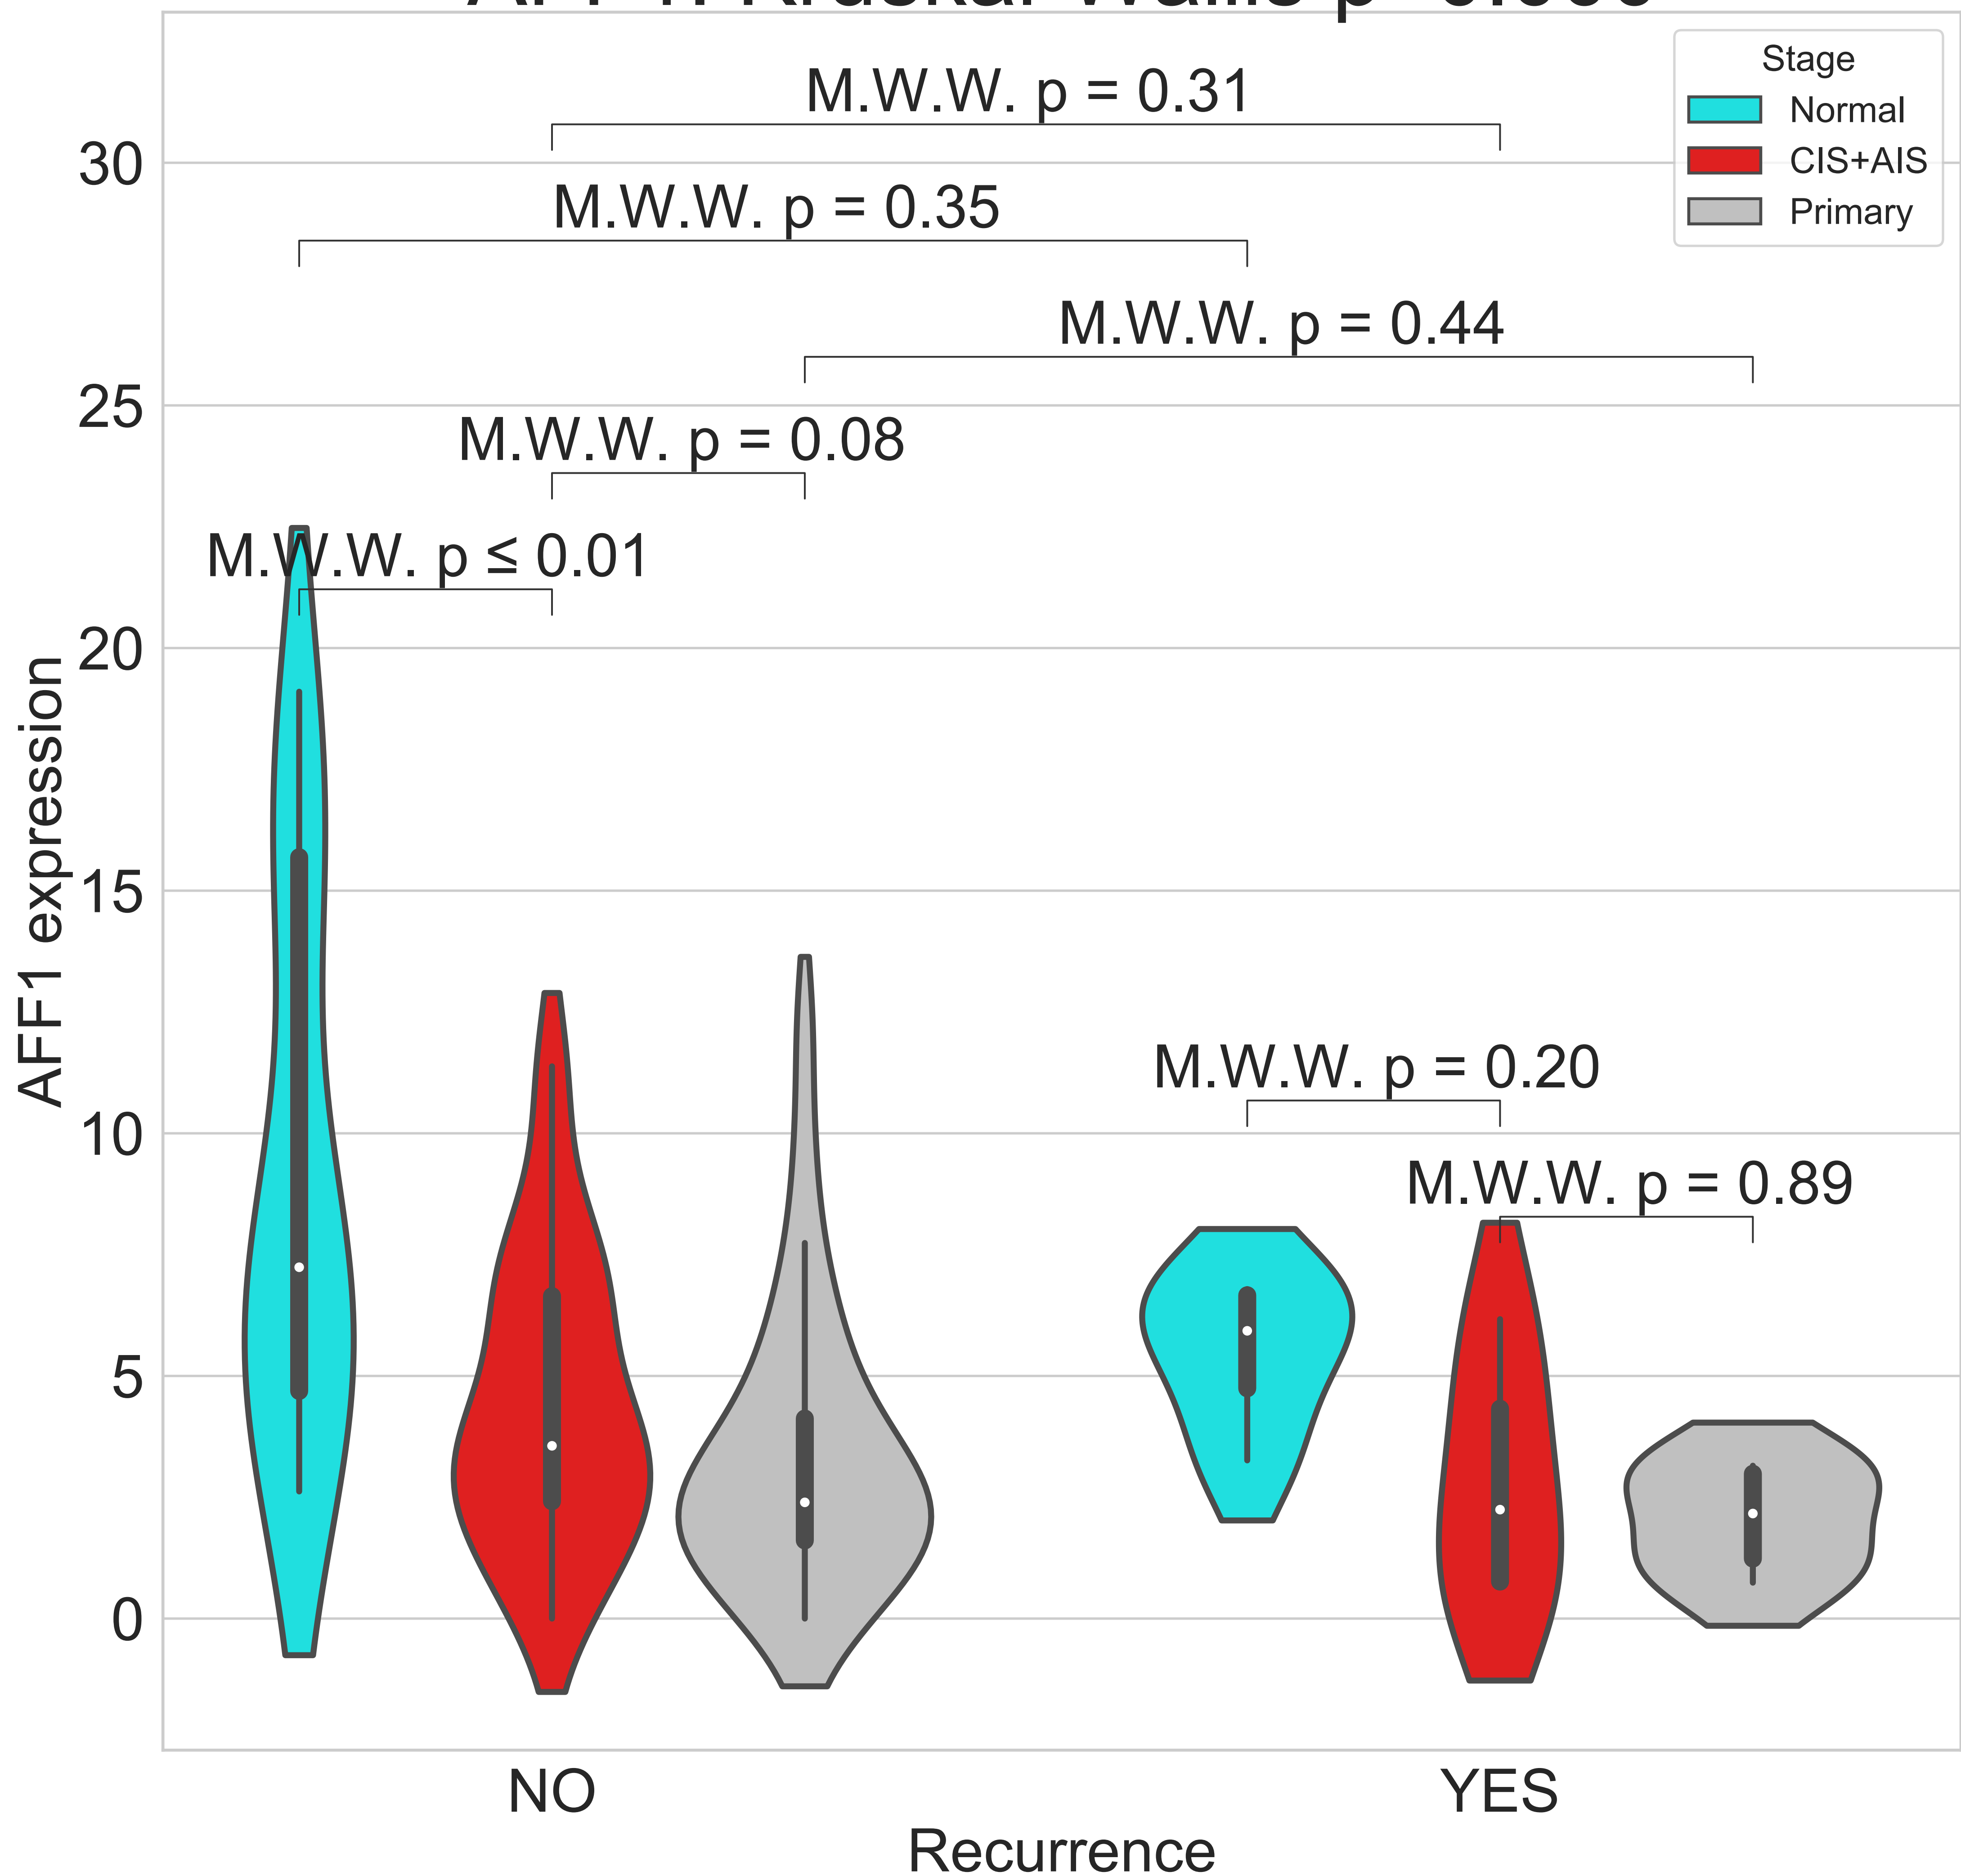 Stage
Normal
CIS+AIS
Primary
M.W.W. p = 0.31
M.W.W. p = 0.35
M.W.W. p = 0.44
M.W.W. p = 0.08
M.W.W. p ≤ 0.01
M.W.W. p = 0.20
M.W.W. p = 0.89
AFF1 expression
30
25
20
15
10
5
0
NO
YES
Recurrence